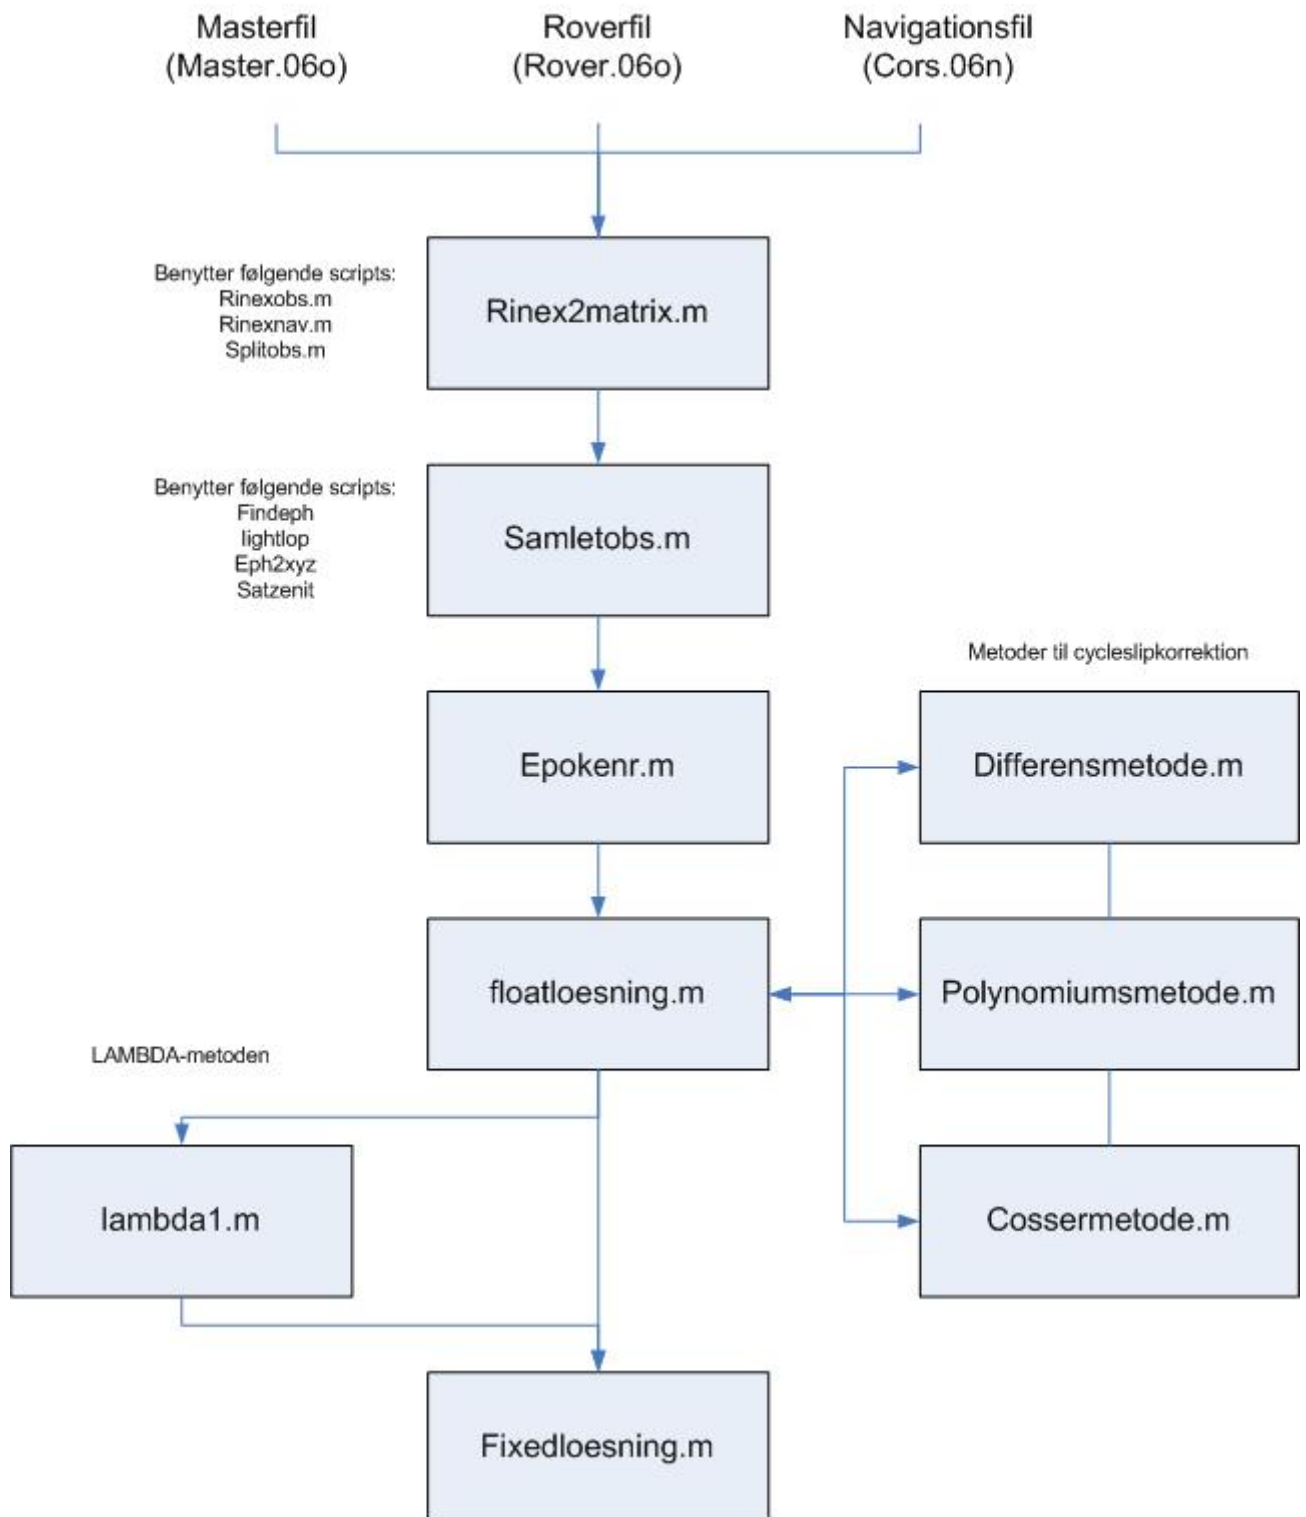 Masterfil
(Master.06o)
Roverfil
(Rover.06o)
Navigationsfil
(Cors.06n)
Benytter følgende scripts:
Rinexobs.m
Rinexnav.m
Splitobs.m
Rinex2matrix.m
Benytter følgende scripts:
Findeph
lightlop
Eph2xyz
Satzenit
Samletobs.m
Metoder til cycleslipkorrektion
Epokenr.m
Differensmetode.m
floatloesning.m
Polynomiumsmetode.m
LAMBDA-metoden
lambda1.m
Cossermetode.m
Fixedloesning.m